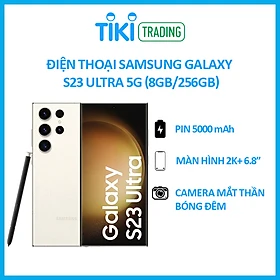 TIKI TRADING
ĐIỆN THOẠI SAMSUNG GALAXY
S23 ULTRA 5G (8GB/256GB)
PIN 5000 mAh
MÀN HÌNH 2K+ 6.8”
CAMERA MẮT THẦN
BÓNG ĐÊM
Galaxy
S23 Ultra